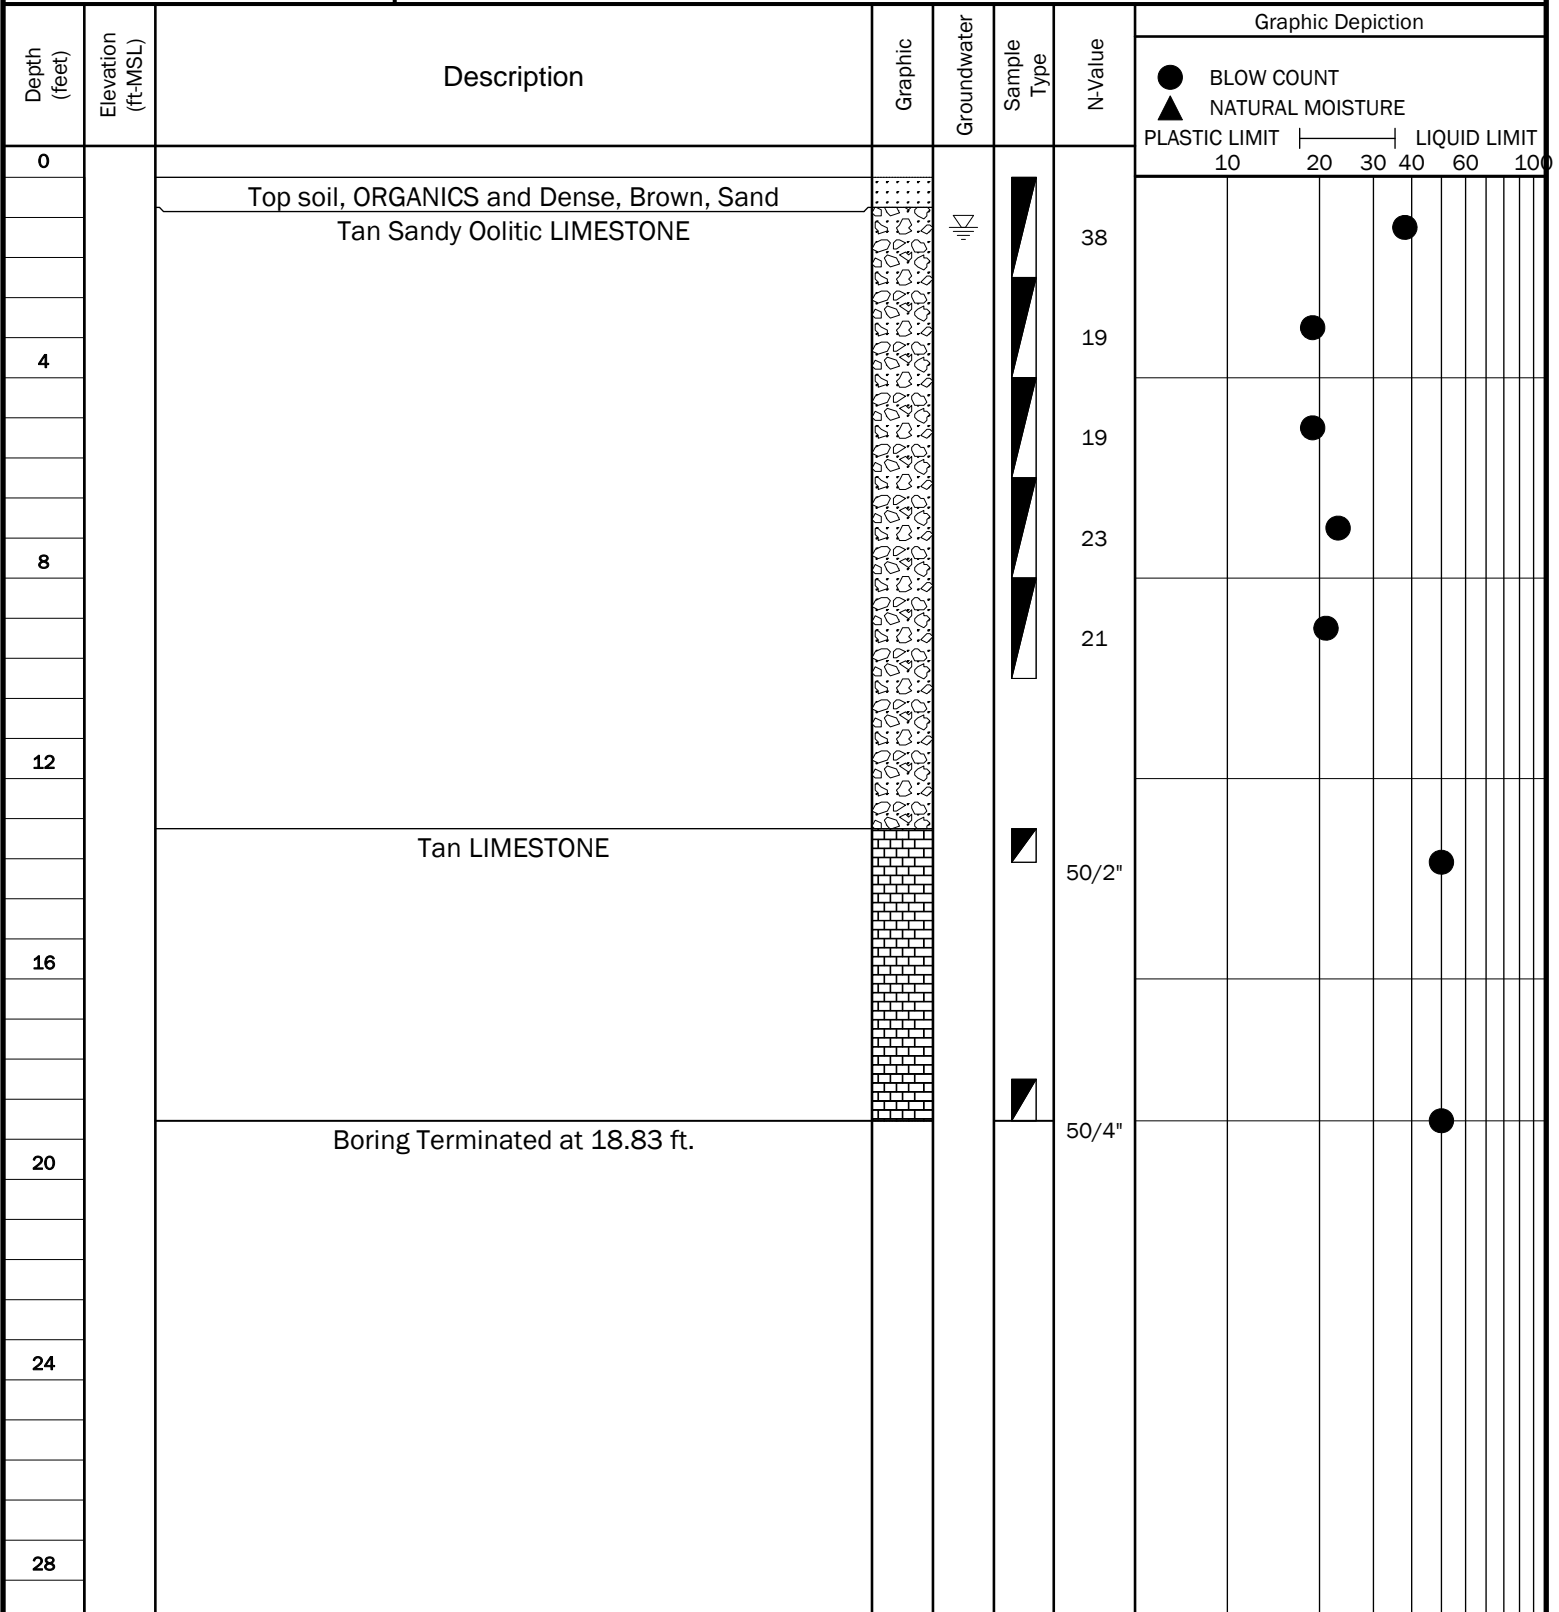 Depth
(feet)
Elevation
(ft-MSL)
Description
Graphic
Groundwater
Sample
Type
N-Value
Graphic Depiction
BLOW COUNT
NATURAL MOISTURE
PLASTIC LIMIT LIQUID LIMIT
10 20 30 40 60 100
0
Top soil, ORGANICS and Dense, Brown, Sand
Tan Sandy Oolitic LIMESTONE
38
19
4
19
23
8
21
12
Tan LIMESTONE
50/2"
16
50/4"
Boring Terminated at 18.83 ft.
20
24
28